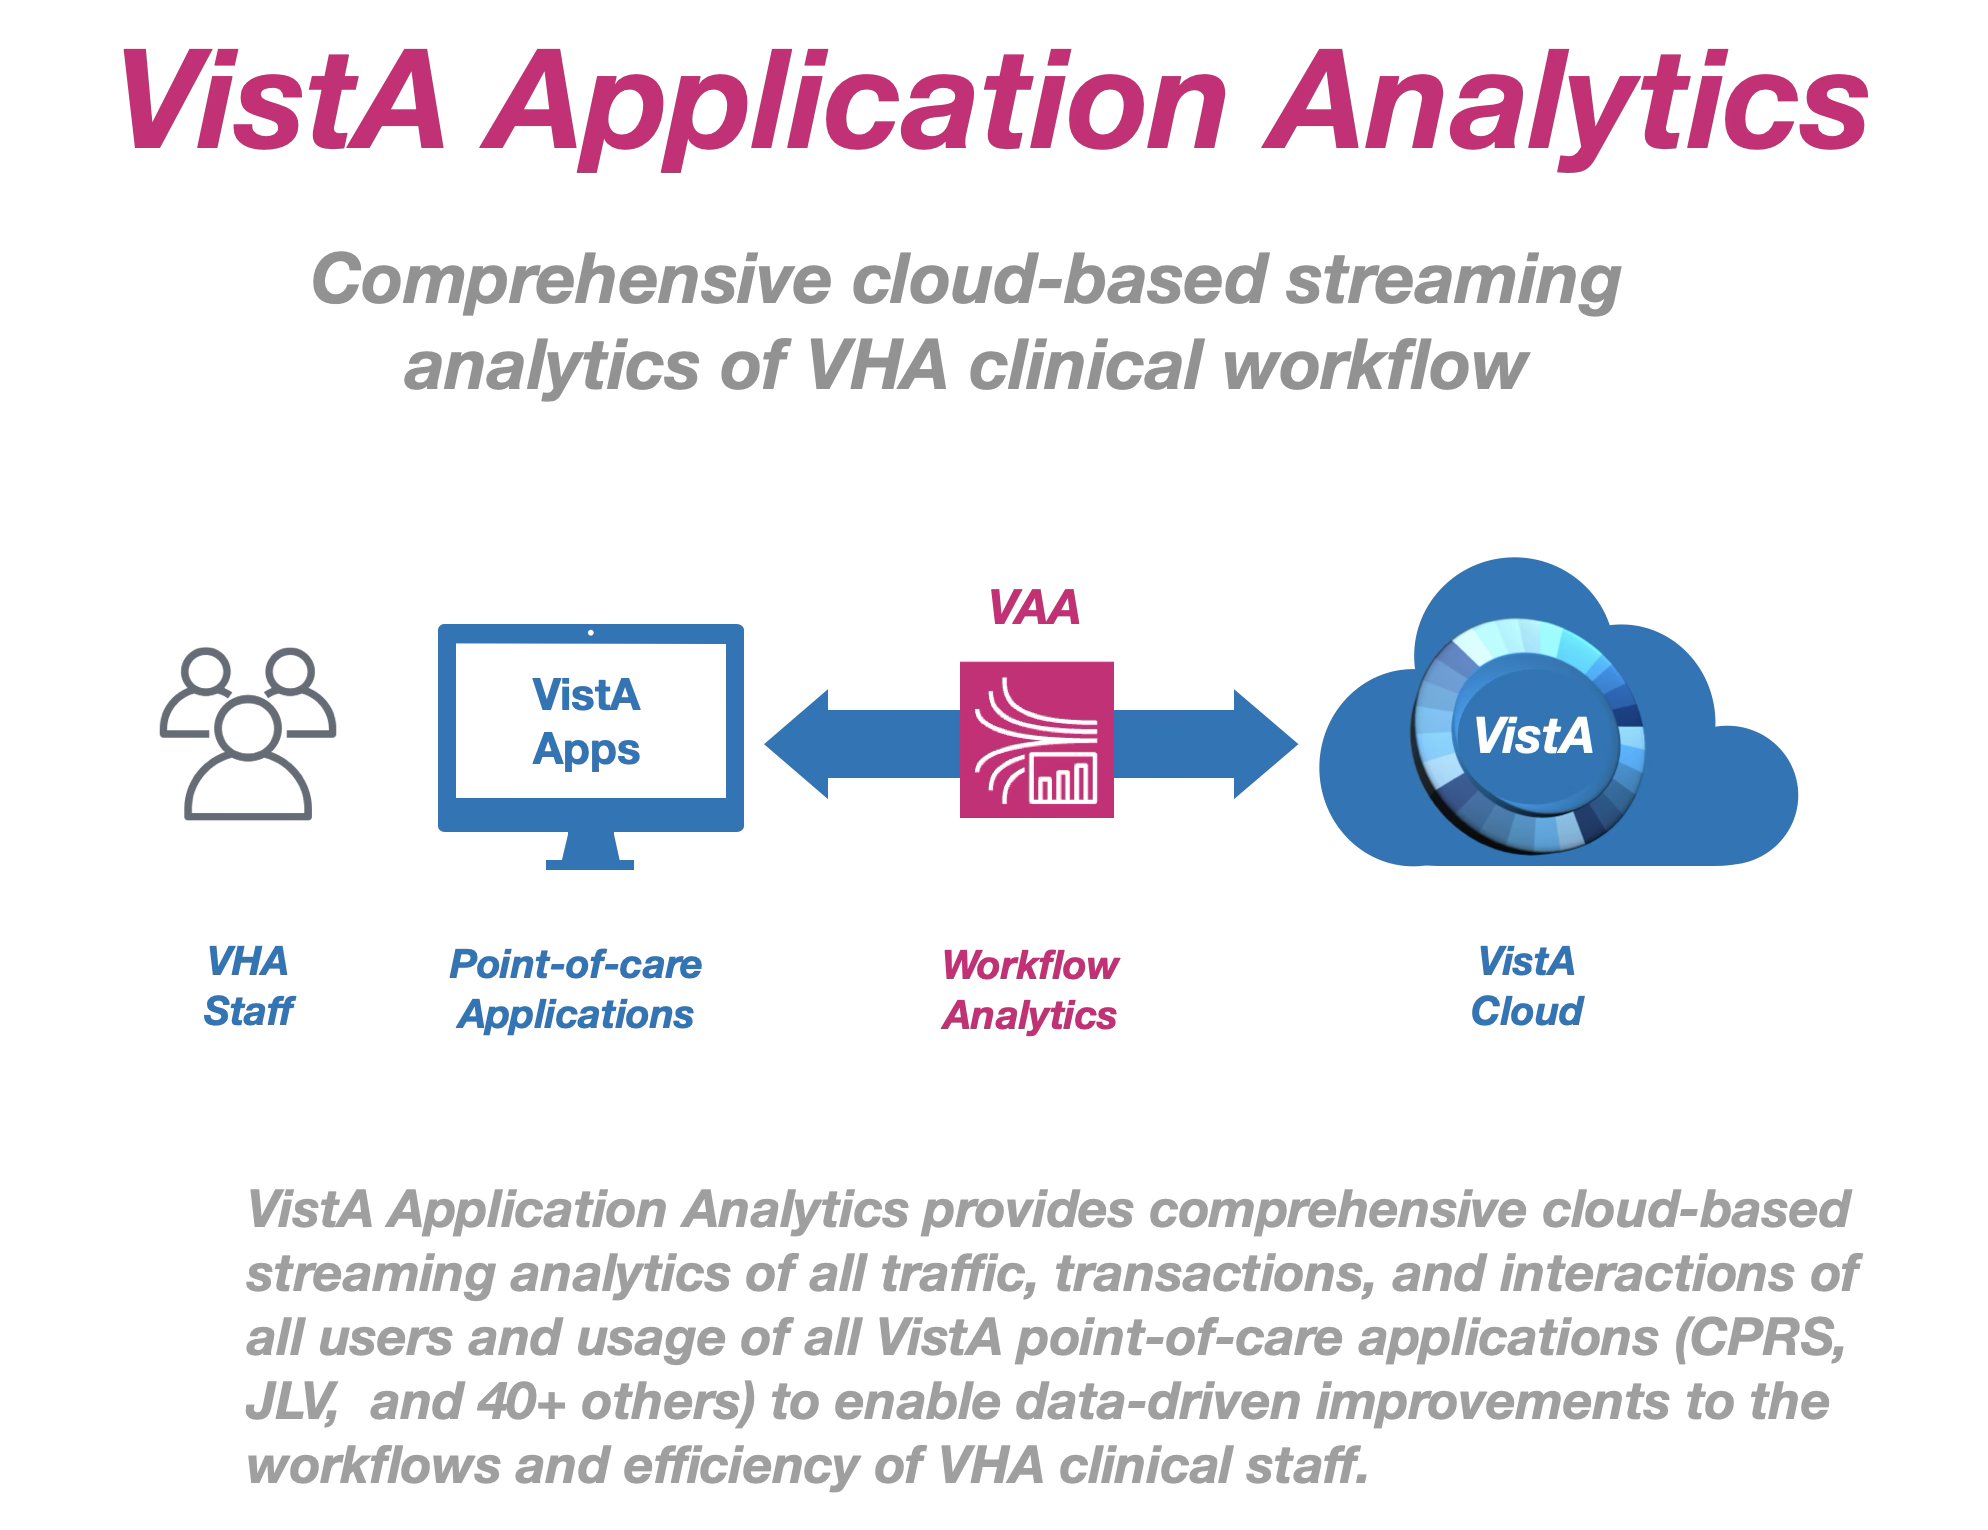 VistA Application Analytics
Comprehensive cloud-based streaming
analytics of VHA clinical workflow
VAA
VistA
Apps
VistA
VHA
Staff
Point-of-care
Applications
Workflow
Analytics
VistA
Cloud
VistA Application Analytics provides comprehensive cloud-based
streaming analytics of all traffic, transactions, and interactions of
all users and usage of all VistA point-of-care applications (CPRS,
JLV,  and 40+ others) to enable data-driven improvements to the
workflows and efficiency of VHA clinical staff.